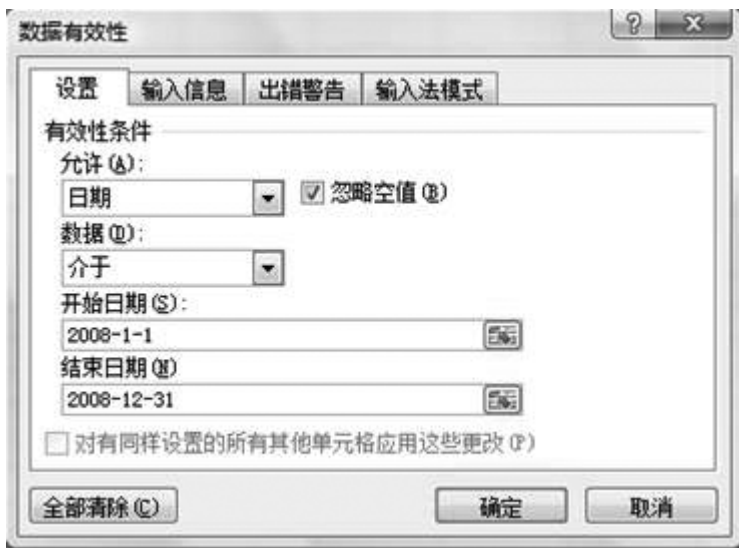 数据有效性
设置 输入信息 出错警告 输入法模式
有效性条件
允许(A):
日期 忽略空值(B)
数据(D):
介于
开始日期(S):
2008-1-1
结束日期(N)
2008-12-31
对有同样设置的所有其他单元格应用这些更改(P)
全部清除(C) 确定 取消